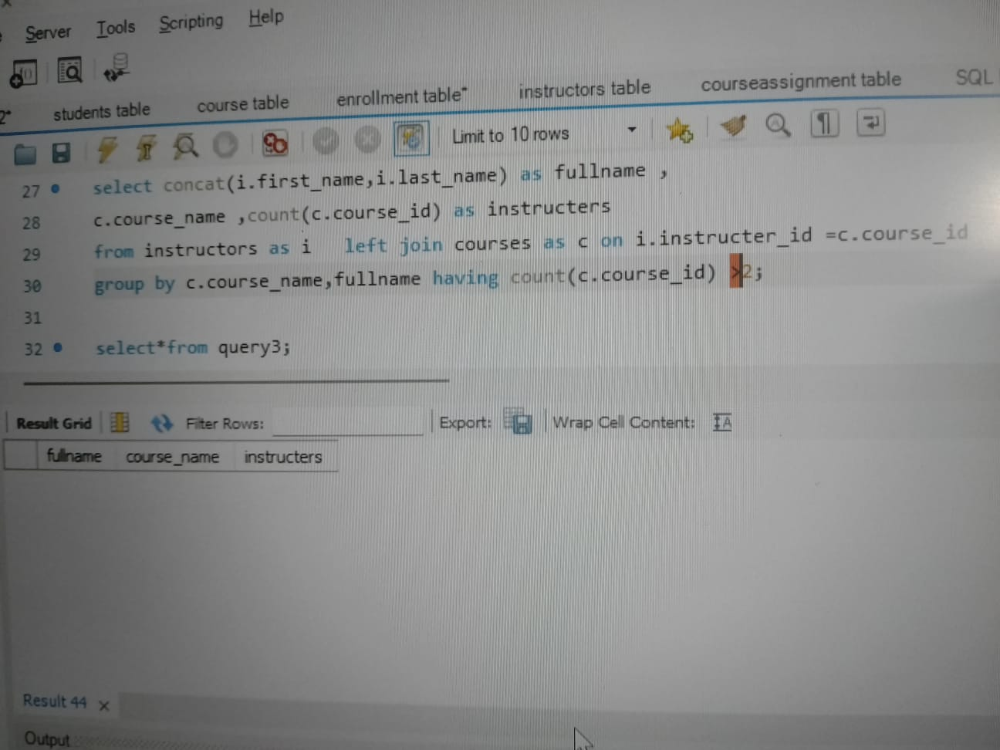 Server Tools Scripting Help
2* students table course table enrollment table* instructors table courseassignment table SQL
Limit to 10 rows
27 select concat(i.first_name,i.last_name) as fullname ,
28 c.course_name ,count(c.course_id) as instructers
29 from instructors as i left join courses as c on i.instructer_id =c.course_id
30 group by c.course_name,fullname having count(c.course_id) >2;
31
32 select*from query3;
Result Grid Filter Rows: Export: Wrap Cell Content:
fullname course_name instructers
Result 44 x
Output